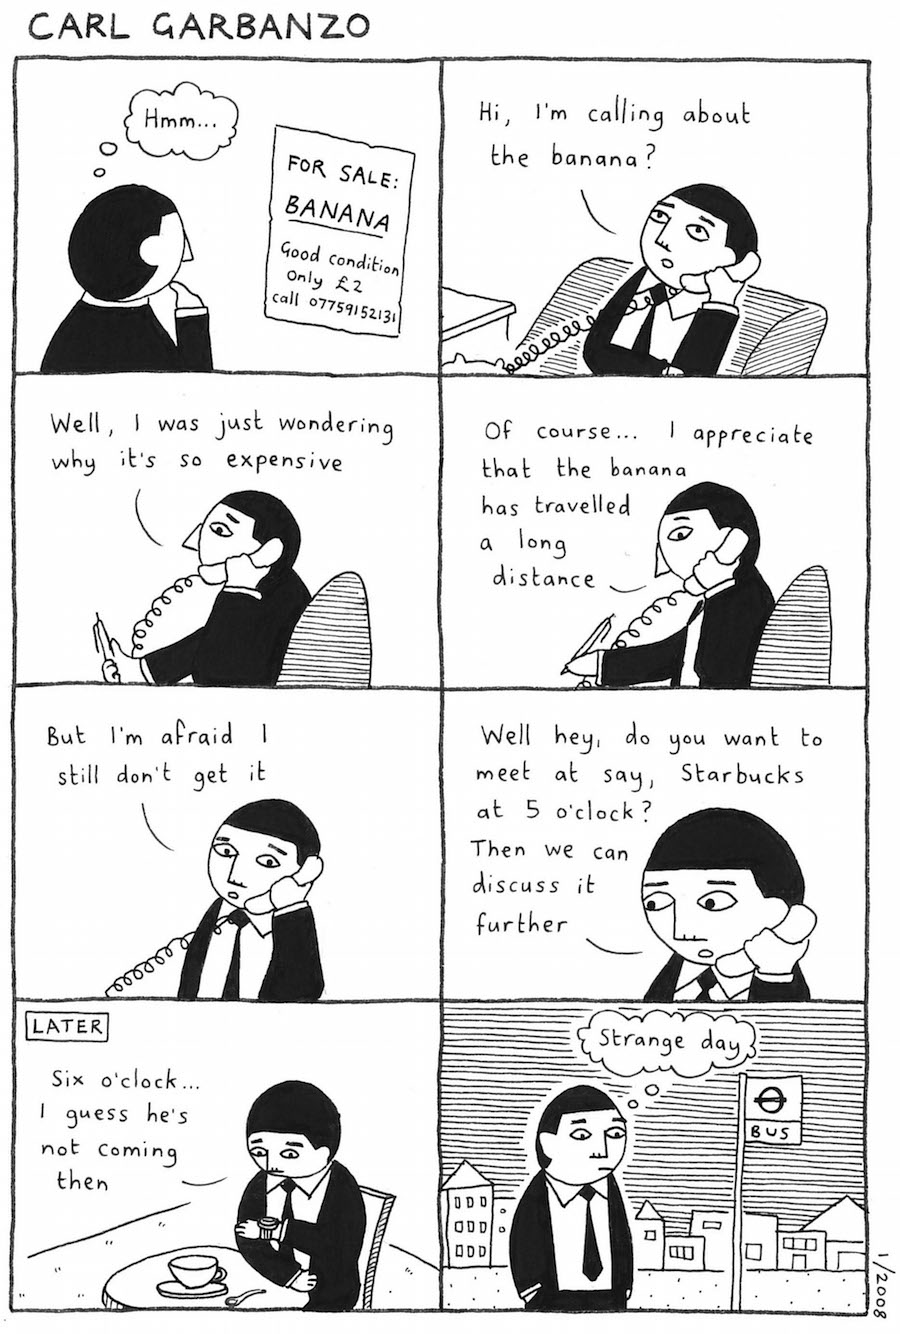 CARL GARBANZO
Hmm...
FOR SALE:
BANANA
Good condition
Only £2
call 07759152131
Hi, I'm calling about
the banana?
Well, I was just wondering
why it's so expensive
Of course... I appreciate
that the banana
has travelled
a long
distance
But I'm afraid I
still don't get it
Well hey, do you want to
meet at say, Starbucks
at 5 o'clock?
Then we can
discuss it
further
LATER
Six o'clock...
I guess he's
not coming
then
Strange day
BUS
1/2008